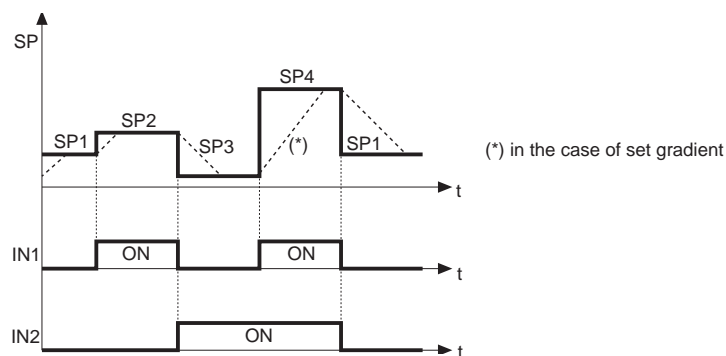 SP
SP4
SP2
SP1
SP3
(*)
SP1
(*) in the case of set gradient
t
IN1
ON
ON
t
IN2
ON
t